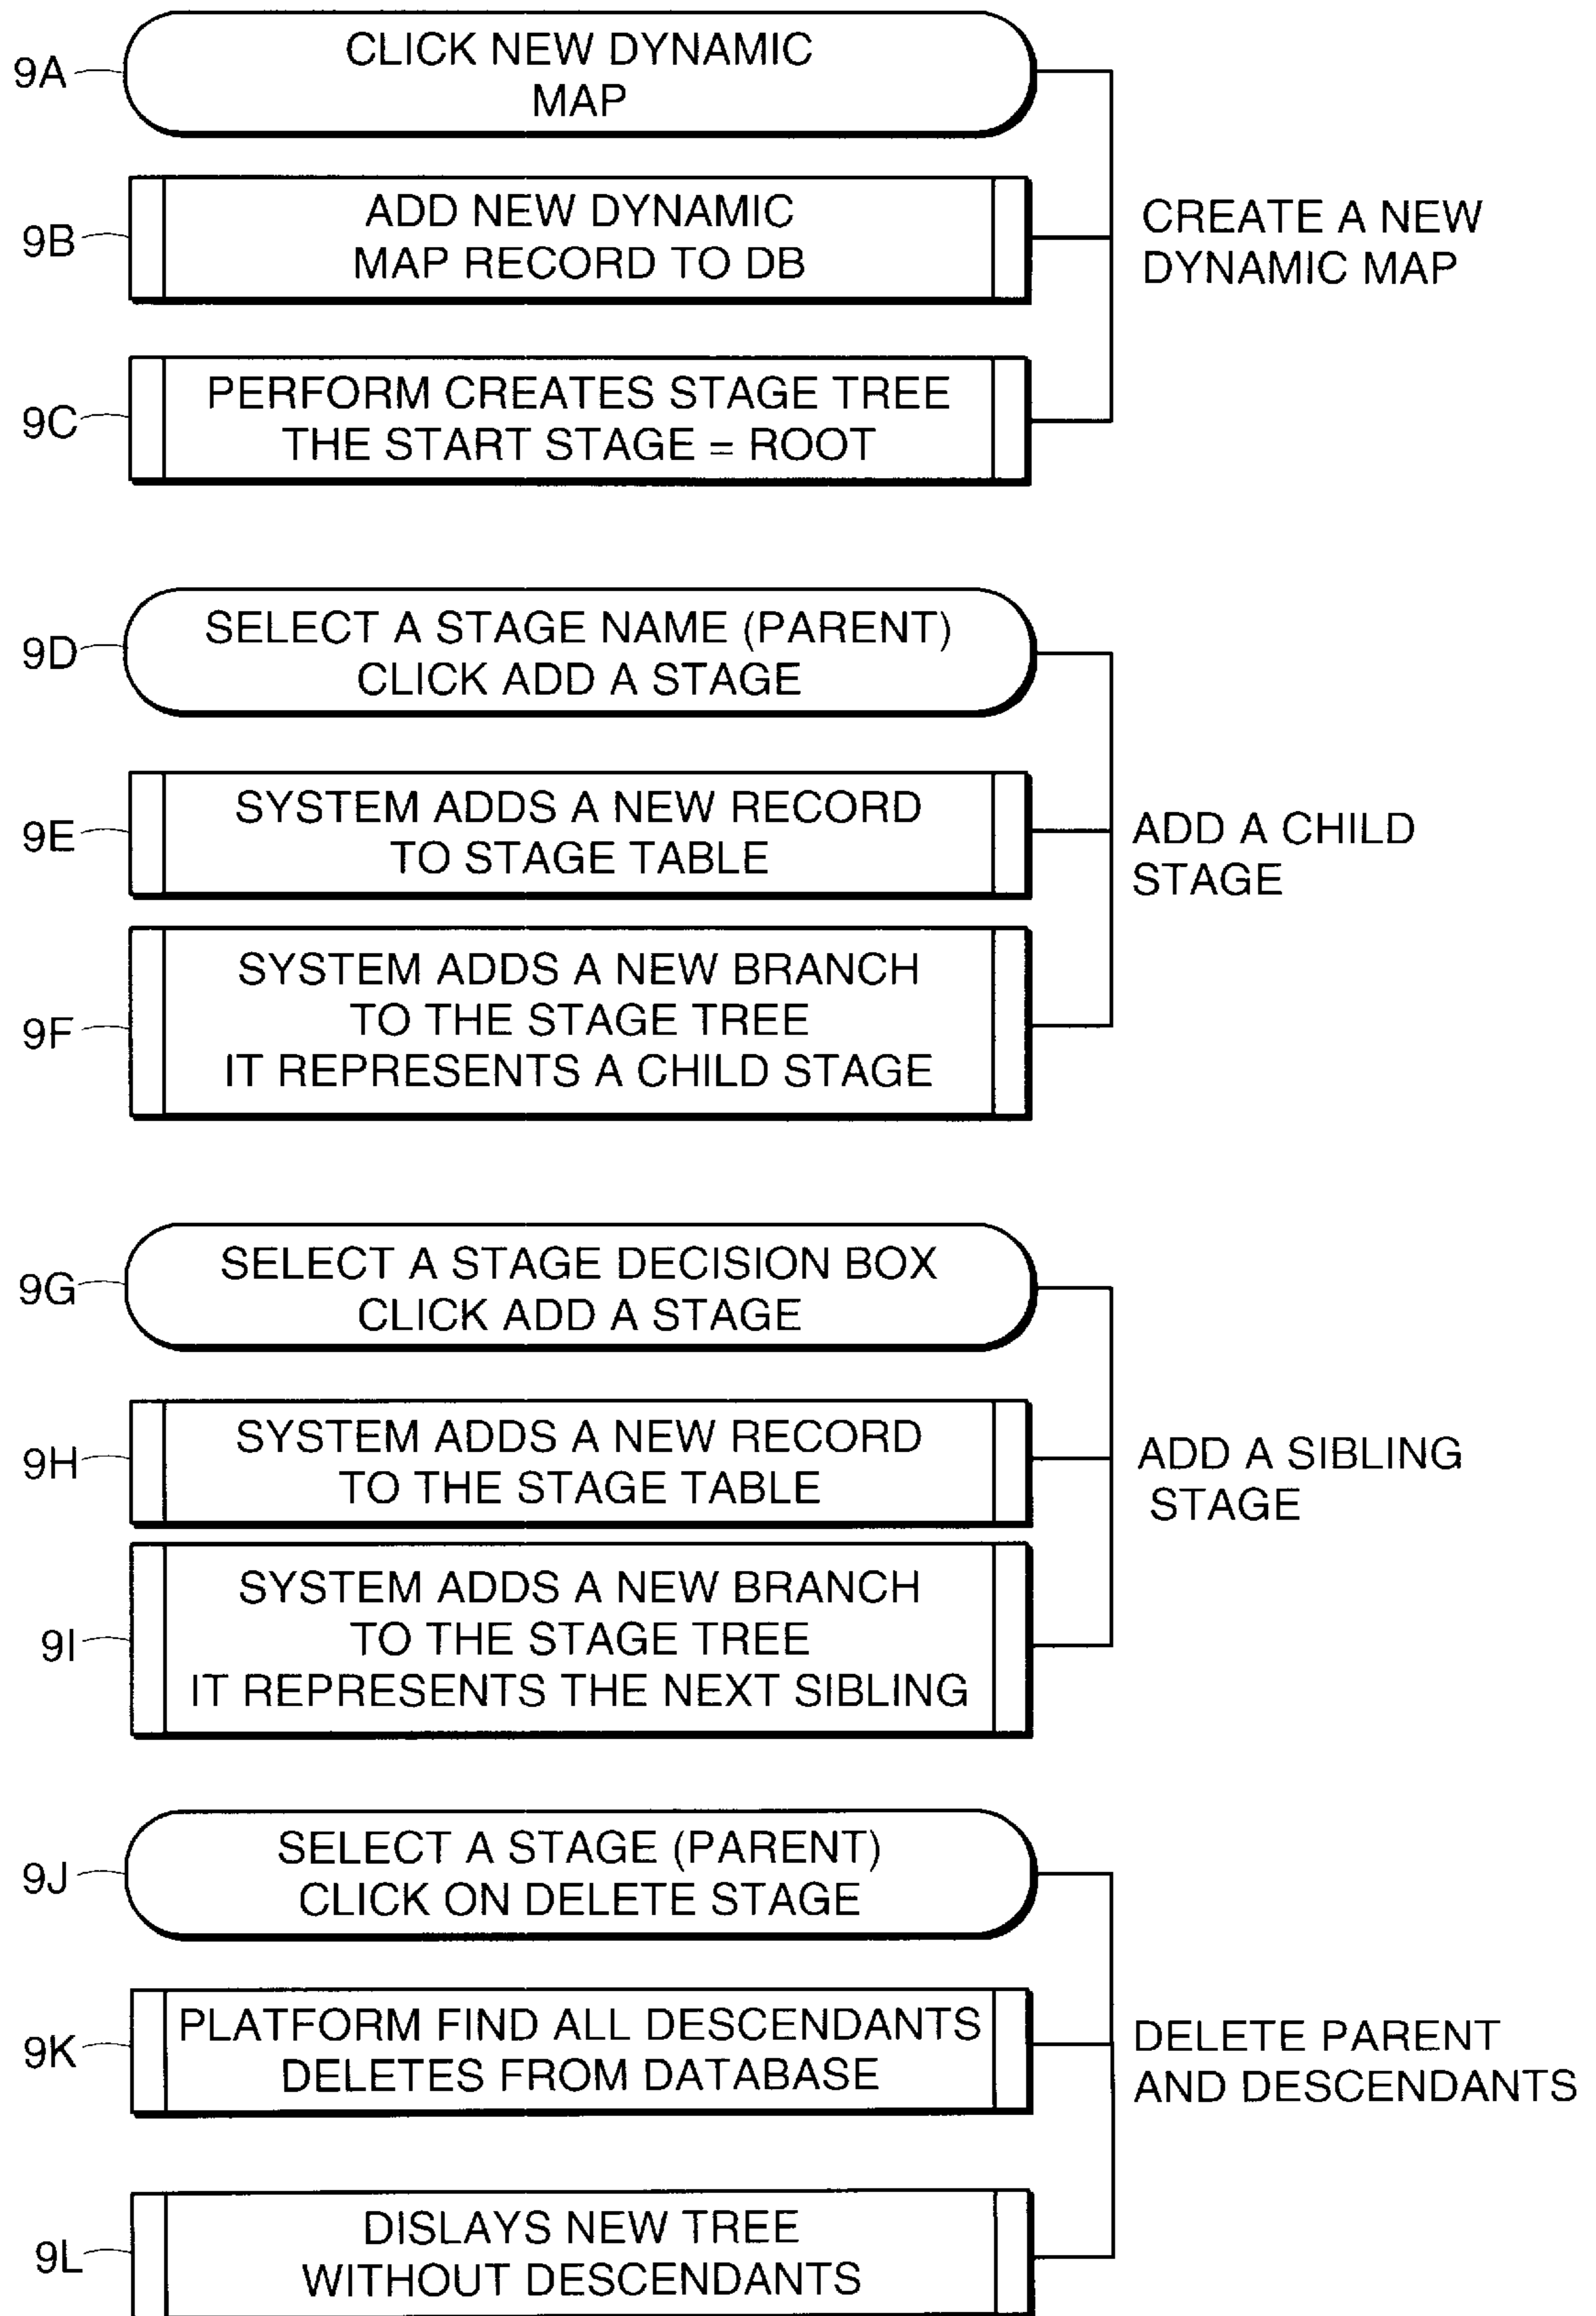 9A
CLICK NEW DYNAMIC
MAP
9B
ADD NEW DYNAMIC
MAP RECORD TO DB
CREATE A NEW
DYNAMIC MAP
9C
PERFORM CREATES STAGE TREE
THE START STAGE = ROOT
9D
SELECT A STAGE NAME (PARENT)
CLICK ADD A STAGE
9E
SYSTEM ADDS A NEW RECORD
TO STAGE TABLE
ADD A CHILD
STAGE
9F
SYSTEM ADDS A NEW BRANCH
TO THE STAGE TREE
IT REPRESENTS A CHILD STAGE
9G
SELECT A STAGE DECISION BOX
CLICK ADD A STAGE
9H
SYSTEM ADDS A NEW RECORD
TO THE STAGE TABLE
ADD A SIBLING
STAGE
9I
SYSTEM ADDS A NEW BRANCH
TO THE STAGE TREE
IT REPRESENTS THE NEXT SIBLING
9J
SELECT A STAGE (PARENT)
CLICK ON DELETE STAGE
9K
PLATFORM FIND ALL DESCENDANTS
DELETES FROM DATABASE
DELETE PARENT
AND DESCENDANTS
9L
DISLAYS NEW TREE
WITHOUT DESCENDANTS